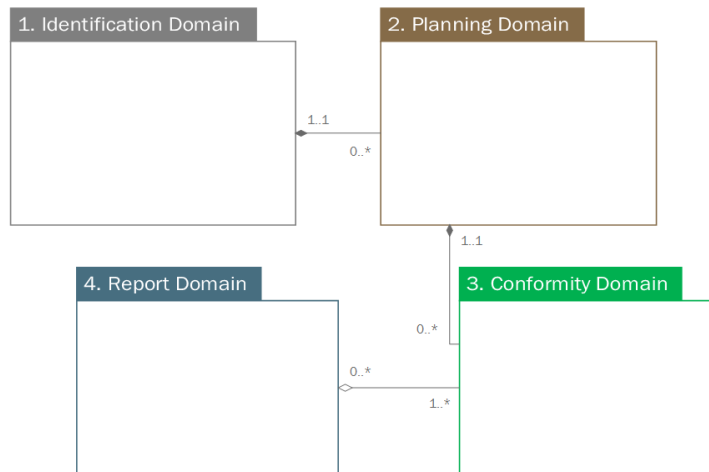 1. Identification Domain
2. Planning Domain
1..1
0..*
1..1
4. Report Domain
3. Conformity Domain
0..*
0..*
1..*